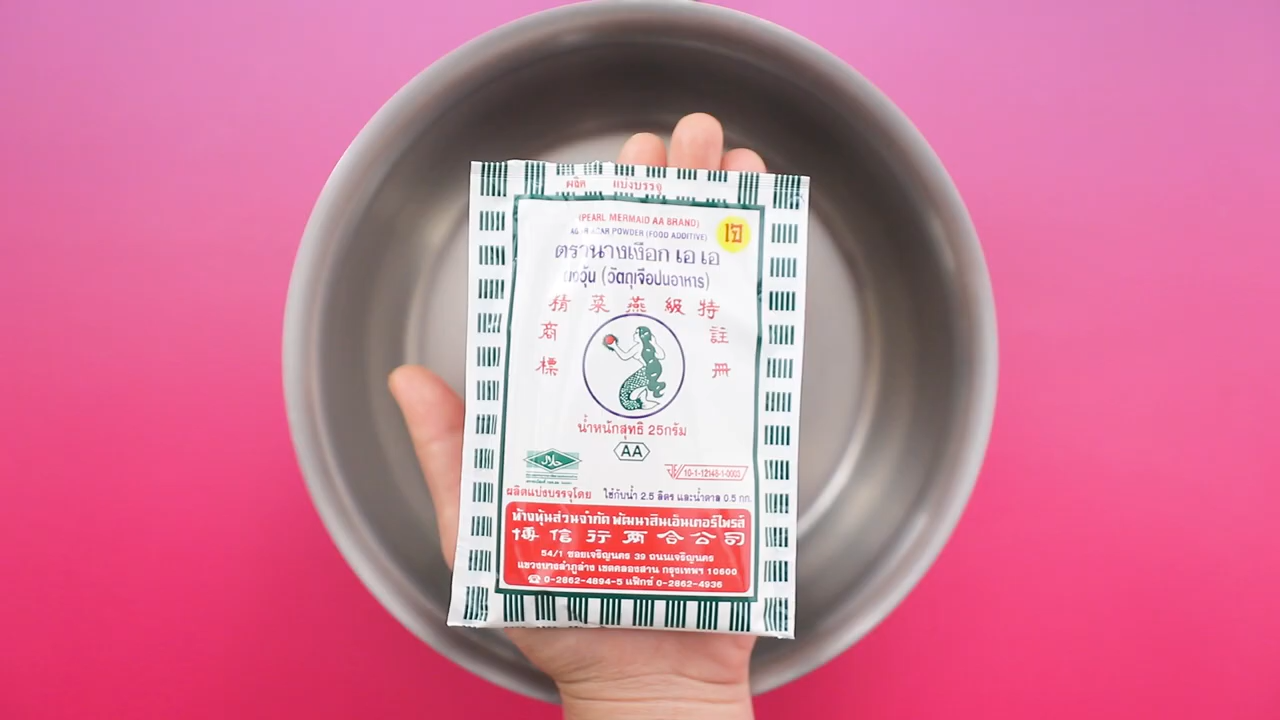 ผลิต แบ่งบรรจุ
(PEARL MERMAID AA BRAND)
AGAR AGAR POWDER (FOOD ADDITIVE)
เจ
ตรานางเงือก เอ เอ
ผงวุ้น (วัตถุเจือปนอาหาร)
精菜燕級特
商 註
標 冊
น้ำหนักสุทธิ 25กรัม
AA
حلال
10-1-12148-1-0003
ผลิตแบ่งบรรจุโดย ใช้กับน้ำ 2.5 ลิตร และน้ำตาล 0.5 กก.
ห้างหุ้นส่วนจำกัด พัฒนาสินเอ็นเตอร์ไพรส์
博信行兩合公司
54/1 ซอยเจริญนคร 39 ถนนเจริญนคร
แขวงบางลำภูล่าง เขตคลองสาน กรุงเทพฯ 10600
☎ 0-2862-4894-5 แฟ็กซ์ 0-2862-4936